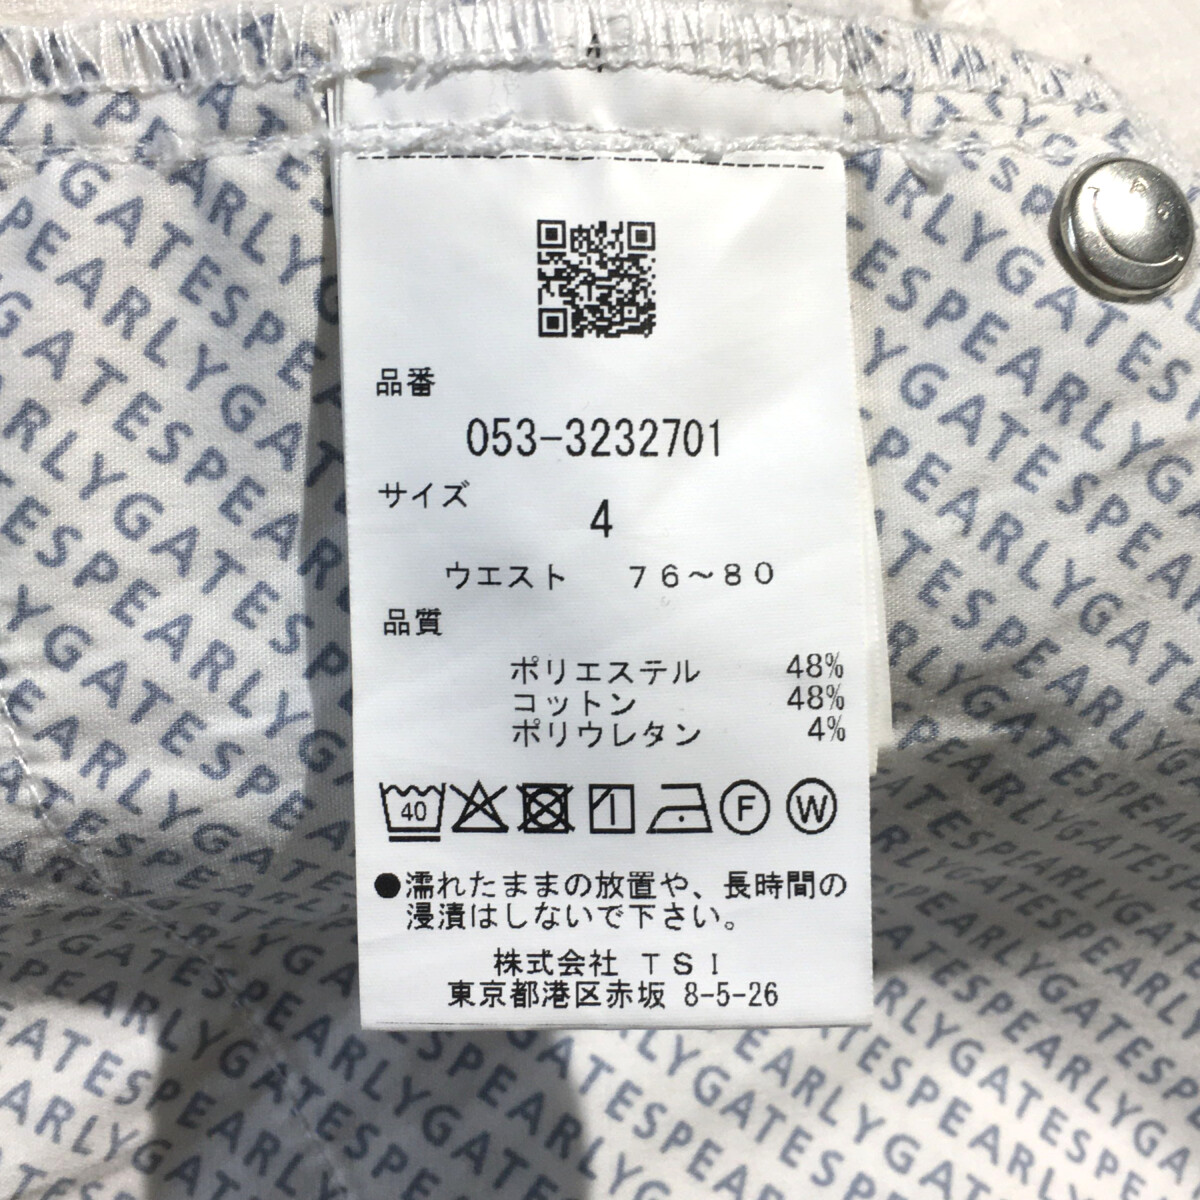 品番
053-3232701
サイズ
4
ウエスト 76～80
品質
ポリエステル 48%
コットン 48%
ポリウレタン 4%
40 F W
●濡れたままの放置や、長時間の
浸漬はしないで下さい。
株式会社 TSI
東京都港区赤坂 8-5-26
PEARLYGATES